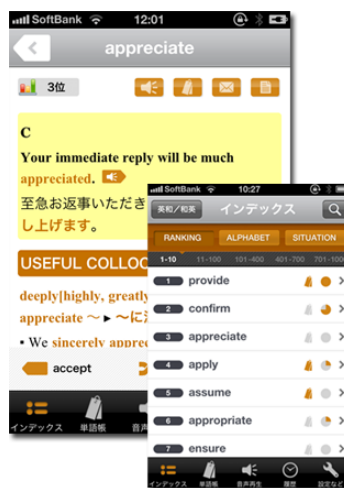 SoftBank 12:01
appreciate
3位
C
Your immediate reply will be much
appreciated.
至急お返事いただき
し上げます。
USEFUL COLLOC
deeply[highly, greatly
appreciate ～ ▸ ～に
• We sincerely apprec
accept
インデックス 単語帳 音声
SoftBank 10:27
英和/和英 インデックス
RANKING ALPHABET SITUATION
1-10 11-100 101-400 401-700 701-1000
1 provide
2 confirm
3 appreciate
4 apply
5 assume
6 appropriate
7 ensure
インデックス 単語帳 音声再生 履歴 設定など